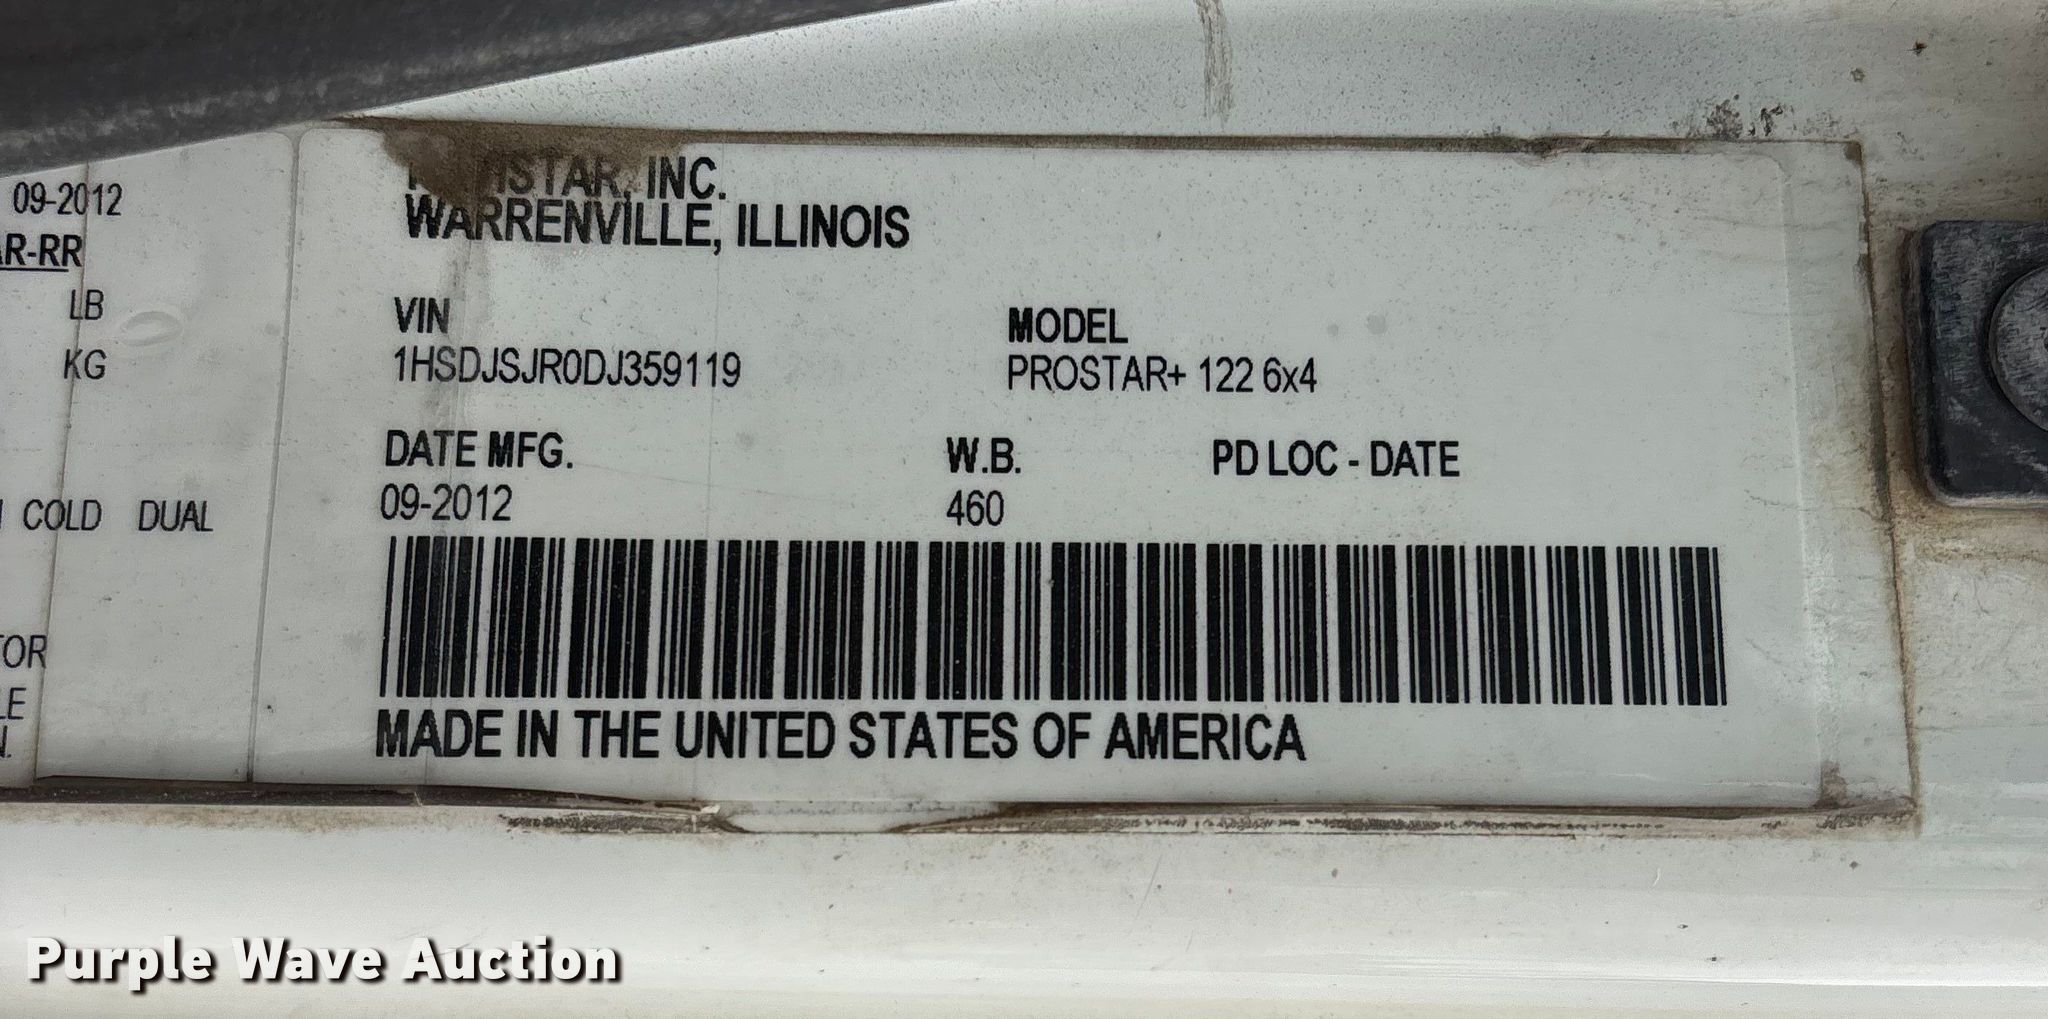 09-2012
AR-RR
LB
KG
COLD DUAL
TOR
LE
N.
INC.
WARRENVILLE, ILLINOIS
VIN
1HSDJSJR0DJ359119
MODEL
PROSTAR+ 122 6x4
DATE MFG.
09-2012
W.B.
460
PD LOC - DATE
MADE IN THE UNITED STATES OF AMERICA
Purple Wave Auction